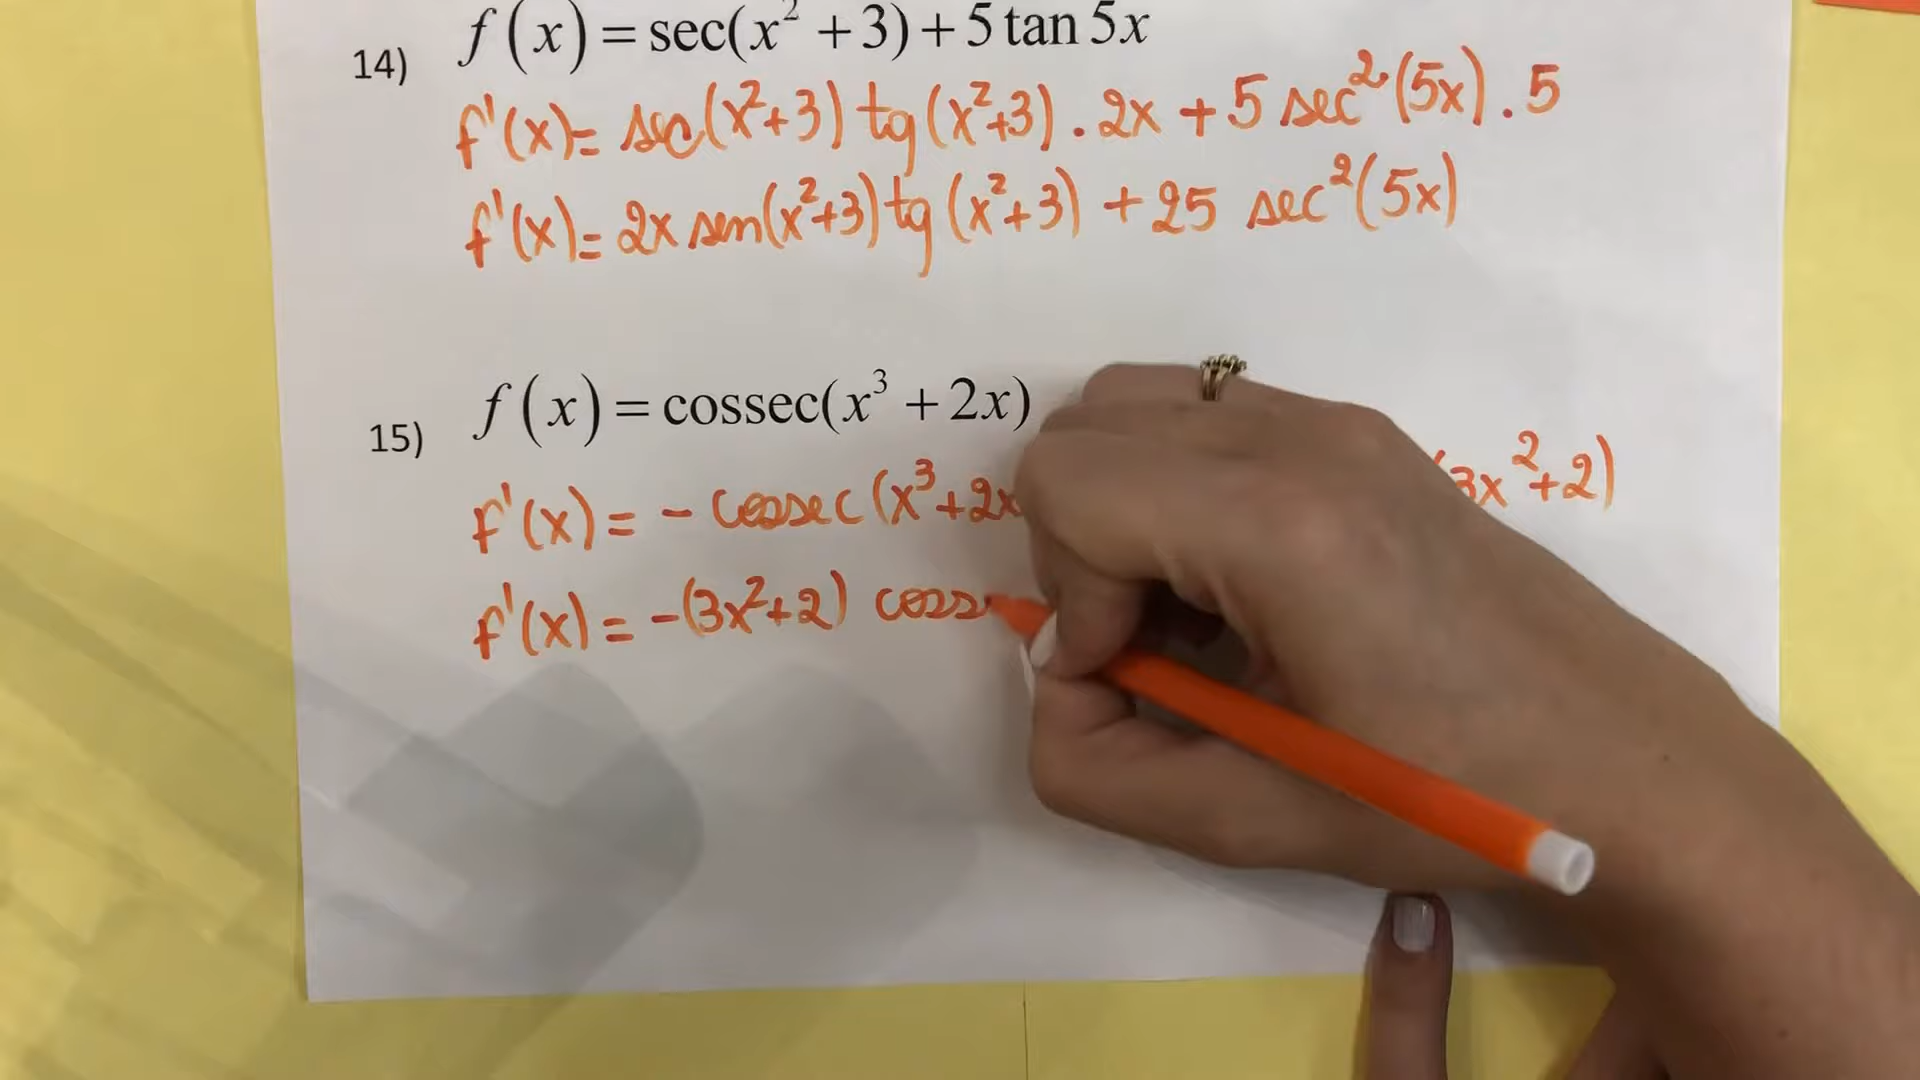 14) f(x) = sec(x² + 3) + 5 tan 5x
f'(x) = sec(x²+3) tg(x²+3) . 2x + 5 sec²(5x) . 5
f'(x) = 2x sen(x²+3) tg(x²+3) + 25 sec²(5x)
15) f(x) = cossec(x³ + 2x)
f'(x) = - cossec(x³+2x 3x²+2)
f'(x) = -(3x²+2) coss